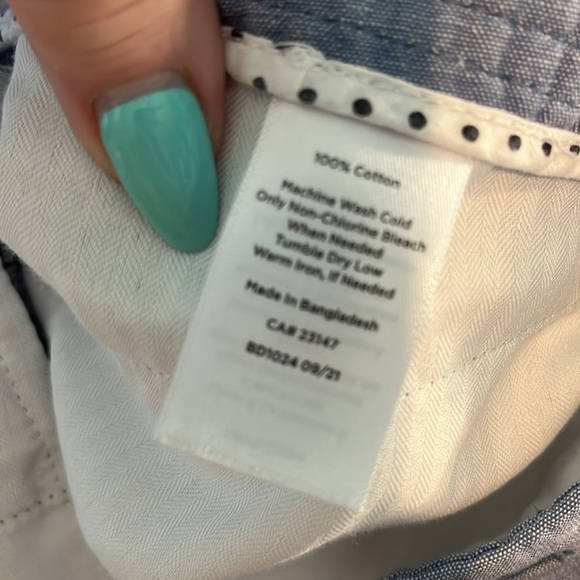 100% Cotton
Machine Wash Cold
Only Non-Chlorine Bleach
When Needed
Tumble Dry Low
Warm Iron, If Needed
Made In Bangladesh
CA# 23147
BD1024 09/21